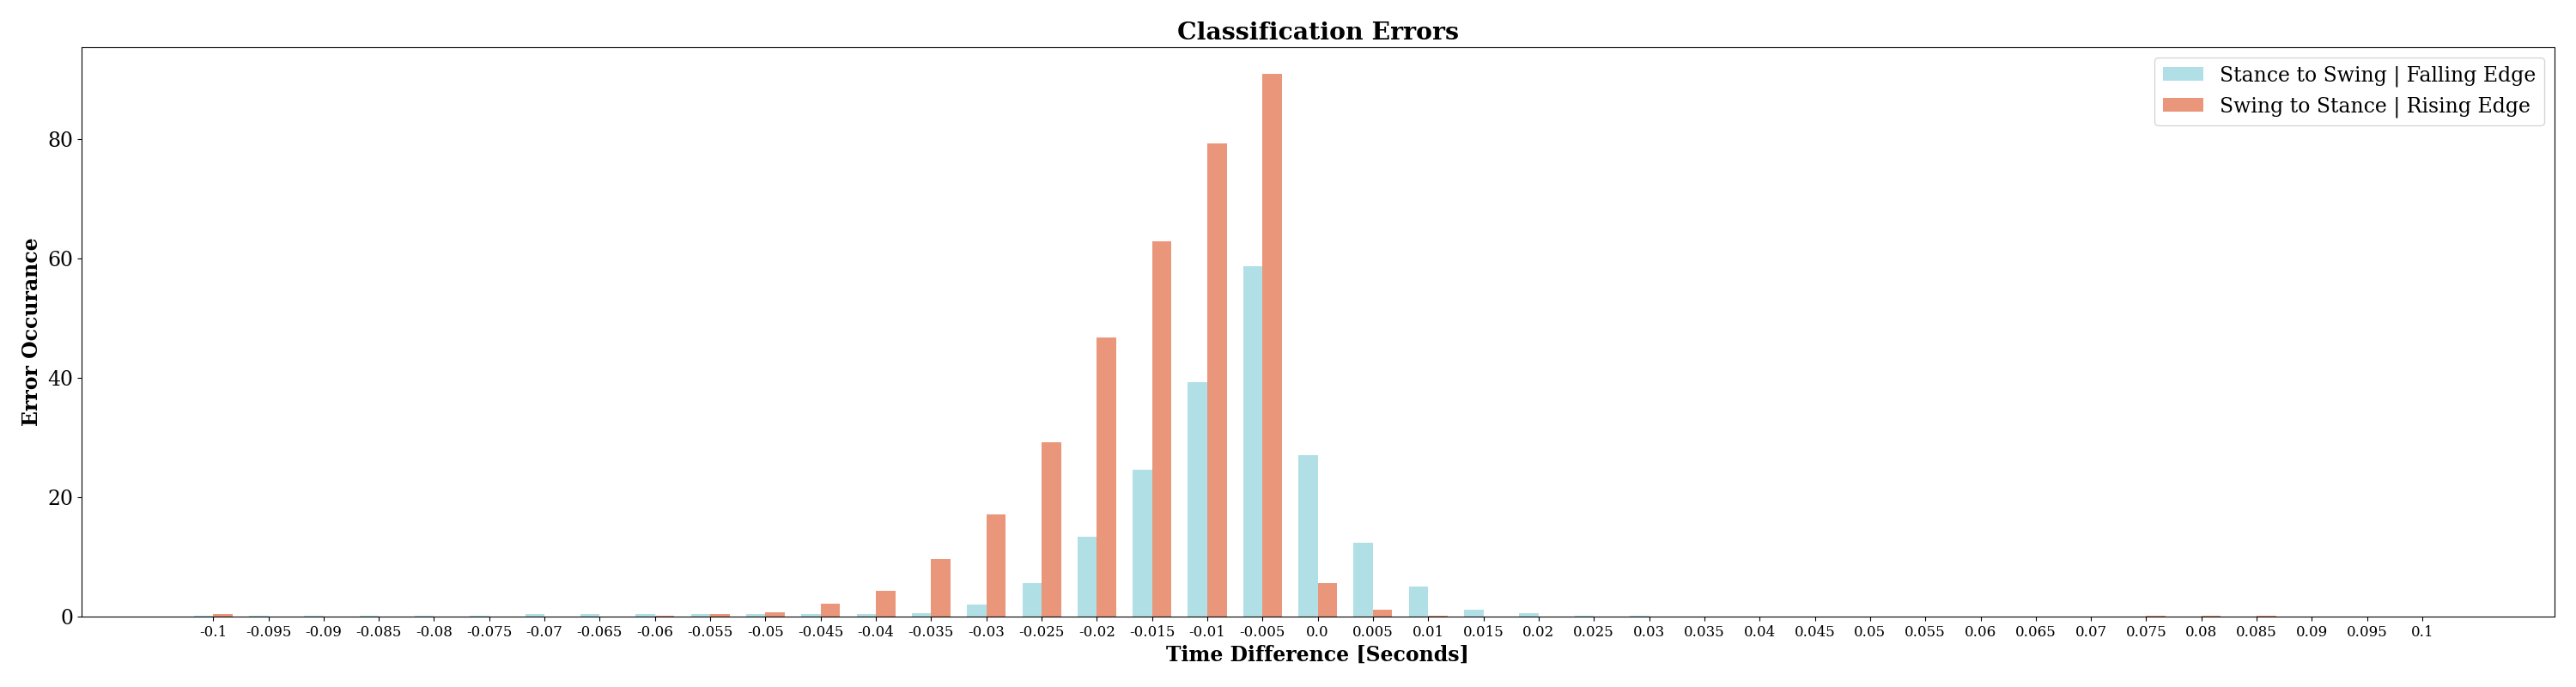 Classification Errors
Stance to Swing | Falling Edge
Swing to Stance | Rising Edge
Error Occurance
80
60
40
20
0
-0.1 -0.095 -0.09 -0.085 -0.08 -0.075 -0.07 -0.065 -0.06 -0.055 -0.05 -0.045 -0.04 -0.035 -0.03 -0.025 -0.02 -0.015 -0.01 -0.005 0.0 0.005 0.01 0.015 0.02 0.025 0.03 0.035 0.04 0.045 0.05 0.055 0.06 0.065 0.07 0.075 0.08 0.085 0.09 0.095 0.1
Time Difference [Seconds]